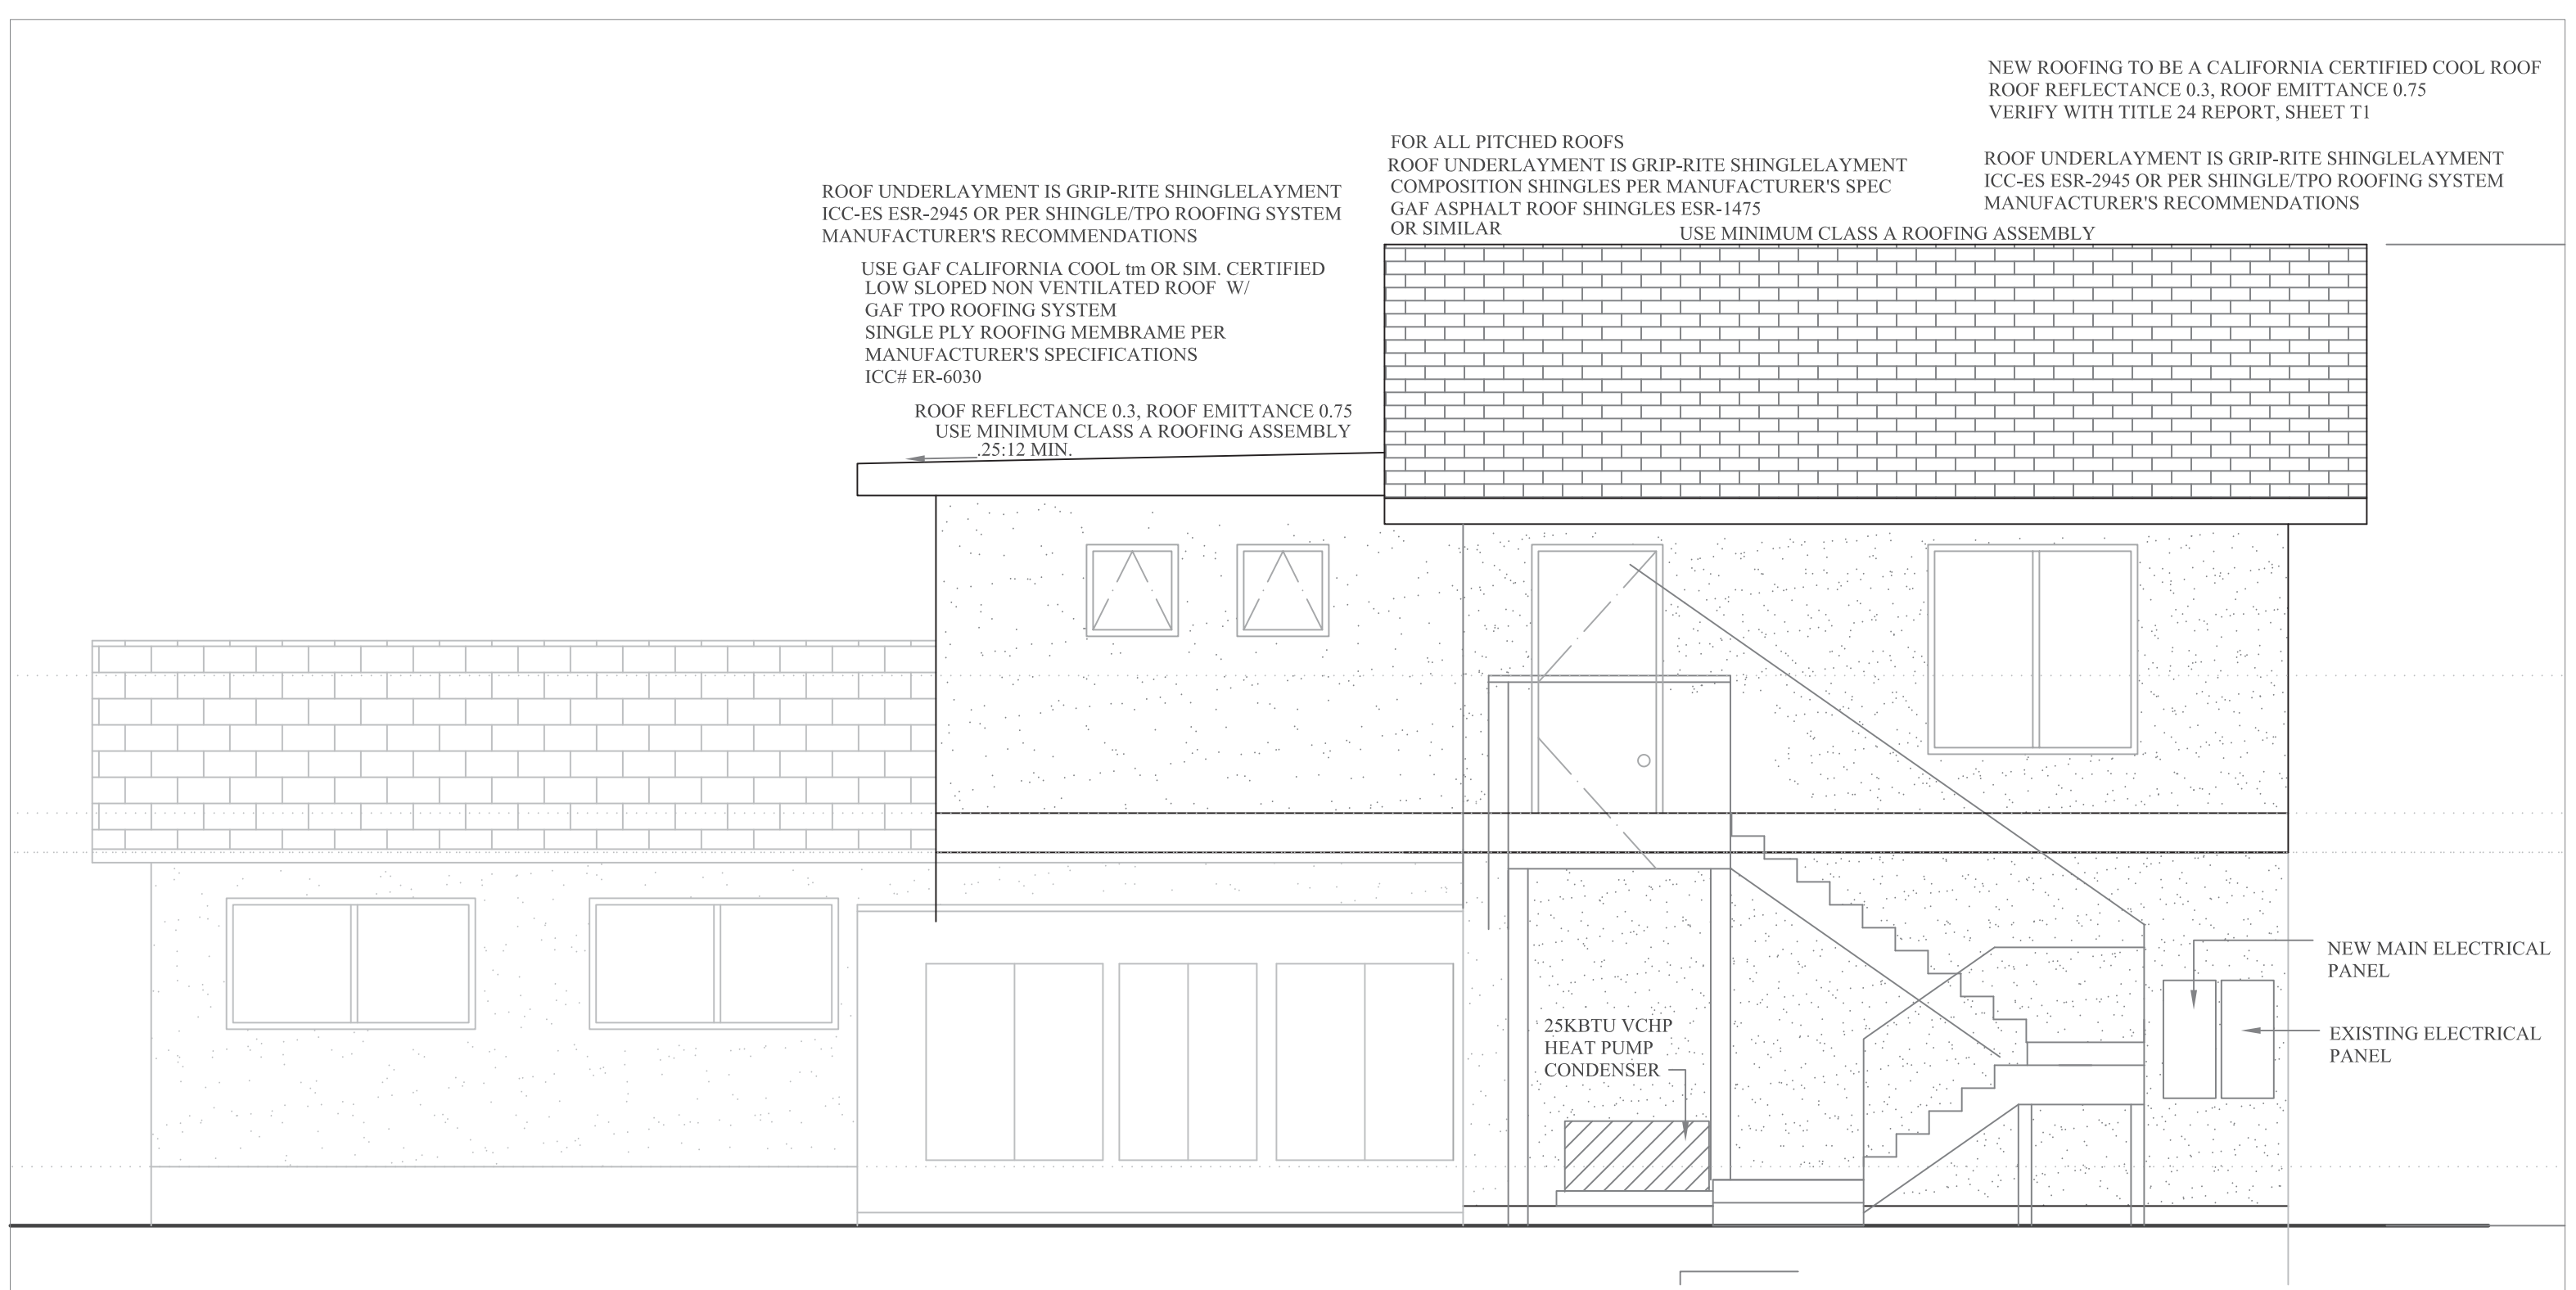 NEW ROOFING TO BE A CALIFORNIA CERTIFIED COOL ROOF
ROOF REFLECTANCE 0.3, ROOF EMITTANCE 0.75
VERIFY WITH TITLE 24 REPORT, SHEET T1
FOR ALL PITCHED ROOFS
ROOF UNDERLAYMENT IS GRIP-RITE SHINGLELAYMENT
COMPOSITION SHINGLES PER MANUFACTURER'S SPEC
GAF ASPHALT ROOF SHINGLES ESR-1475
OR SIMILAR
ROOF UNDERLAYMENT IS GRIP-RITE SHINGLELAYMENT
ICC-ES ESR-2945 OR PER SHINGLE/TPO ROOFING SYSTEM
MANUFACTURER'S RECOMMENDATIONS
USE MINIMUM CLASS A ROOFING ASSEMBLY
ROOF UNDERLAYMENT IS GRIP-RITE SHINGLELAYMENT
ICC-ES ESR-2945 OR PER SHINGLE/TPO ROOFING SYSTEM
MANUFACTURER'S RECOMMENDATIONS
USE GAF CALIFORNIA COOL tm OR SIM. CERTIFIED
LOW SLOPED NON VENTILATED ROOF W/
GAF TPO ROOFING SYSTEM
SINGLE PLY ROOFING MEMBRAME PER
MANUFACTURER'S SPECIFICATIONS
ICC# ER-6030
ROOF REFLECTANCE 0.3, ROOF EMITTANCE 0.75
USE MINIMUM CLASS A ROOFING ASSEMBLY
.25:12 MIN.
NEW MAIN ELECTRICAL
PANEL
25KBTU VCHP
HEAT PUMP
CONDENSER
EXISTING ELECTRICAL
PANEL